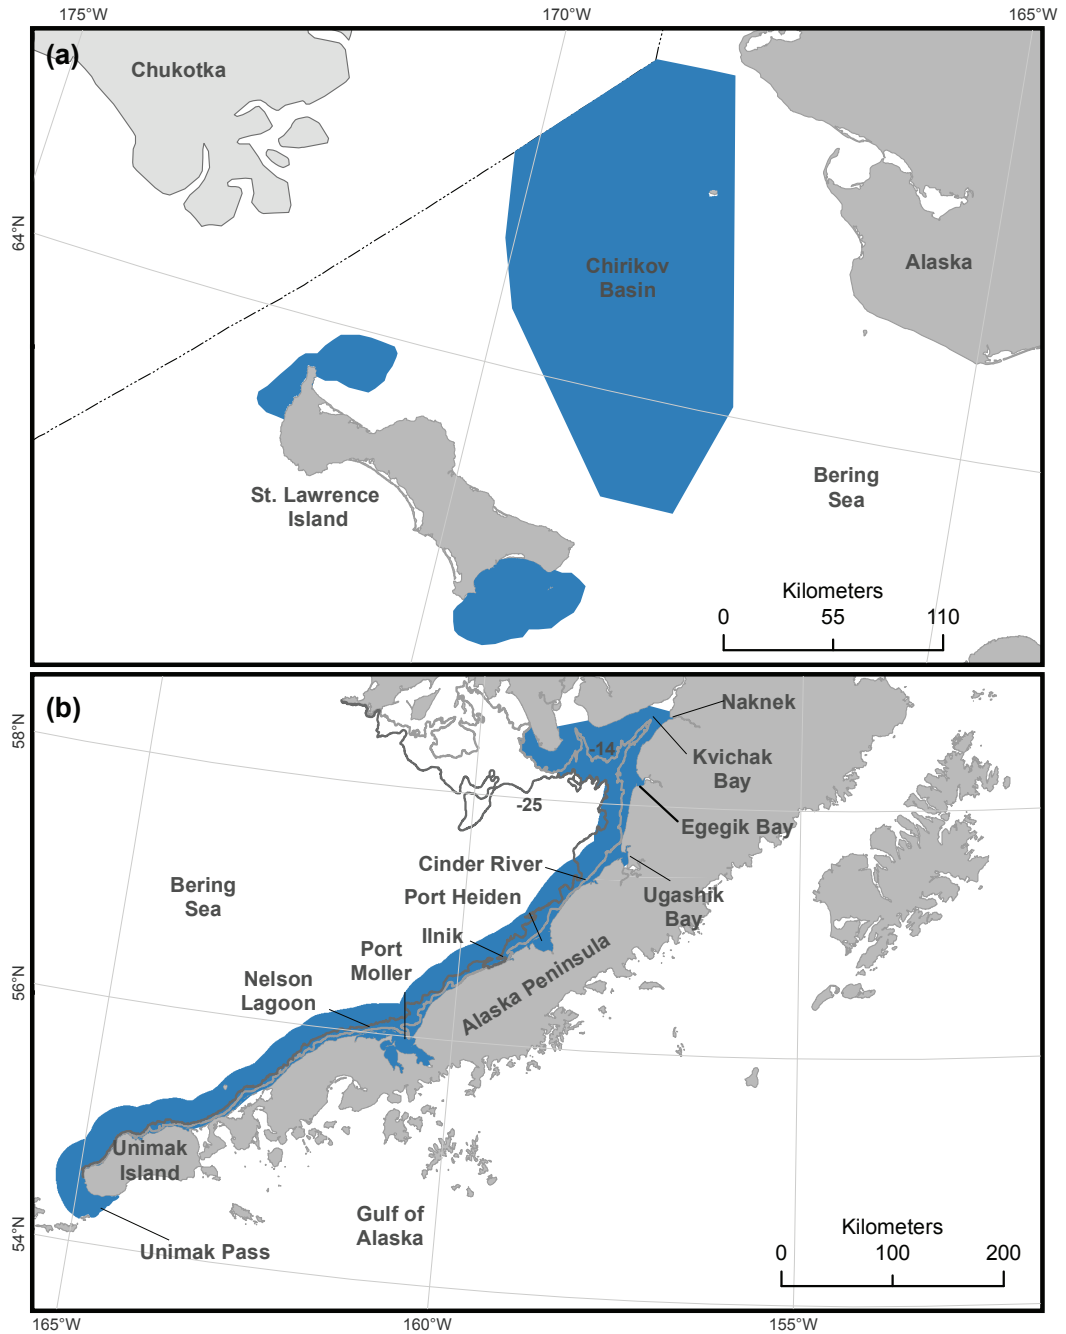 175°W
170°W
165°W
(a)
Chukotka
64°N
Chirikov
Basin
Alaska
St. Lawrence
Island
Bering
Sea
Kilometers
0
55
110
(b)
58°N
Naknek
-14
Kvichak
Bay
-25
Egegik Bay
Cinder River
Bering
Sea
Port Heiden
Ugashik
Bay
Ilnik
Port
Moller
Alaska Peninsula
Nelson
Lagoon
56°N
Unimak
Island
Gulf of
Alaska
54°N
Unimak Pass
Kilometers
0
100
200
165°W
160°W
155°W